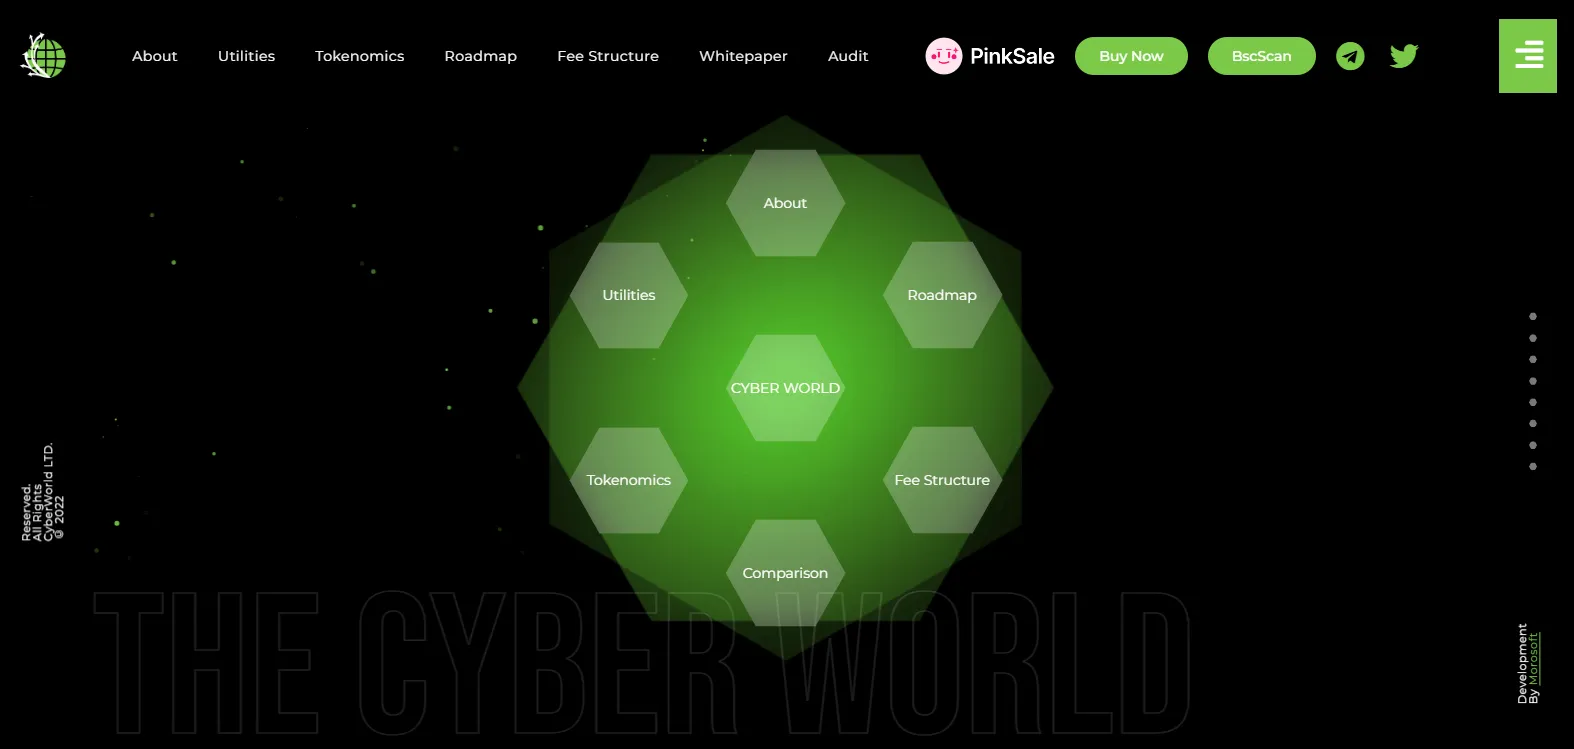 About
Utilities
Tokenomics
Roadmap
Fee Structure
Whitepaper
Audit
PinkSale
Buy Now
BscScan
About
Utilities
Roadmap
CYBER WORLD
Tokenomics
Fee Structure
Comparison
Reserved.
All Rights
CyberWorld LTD.
© 2022
THE CYBER WORLD
Development
By Morosoft